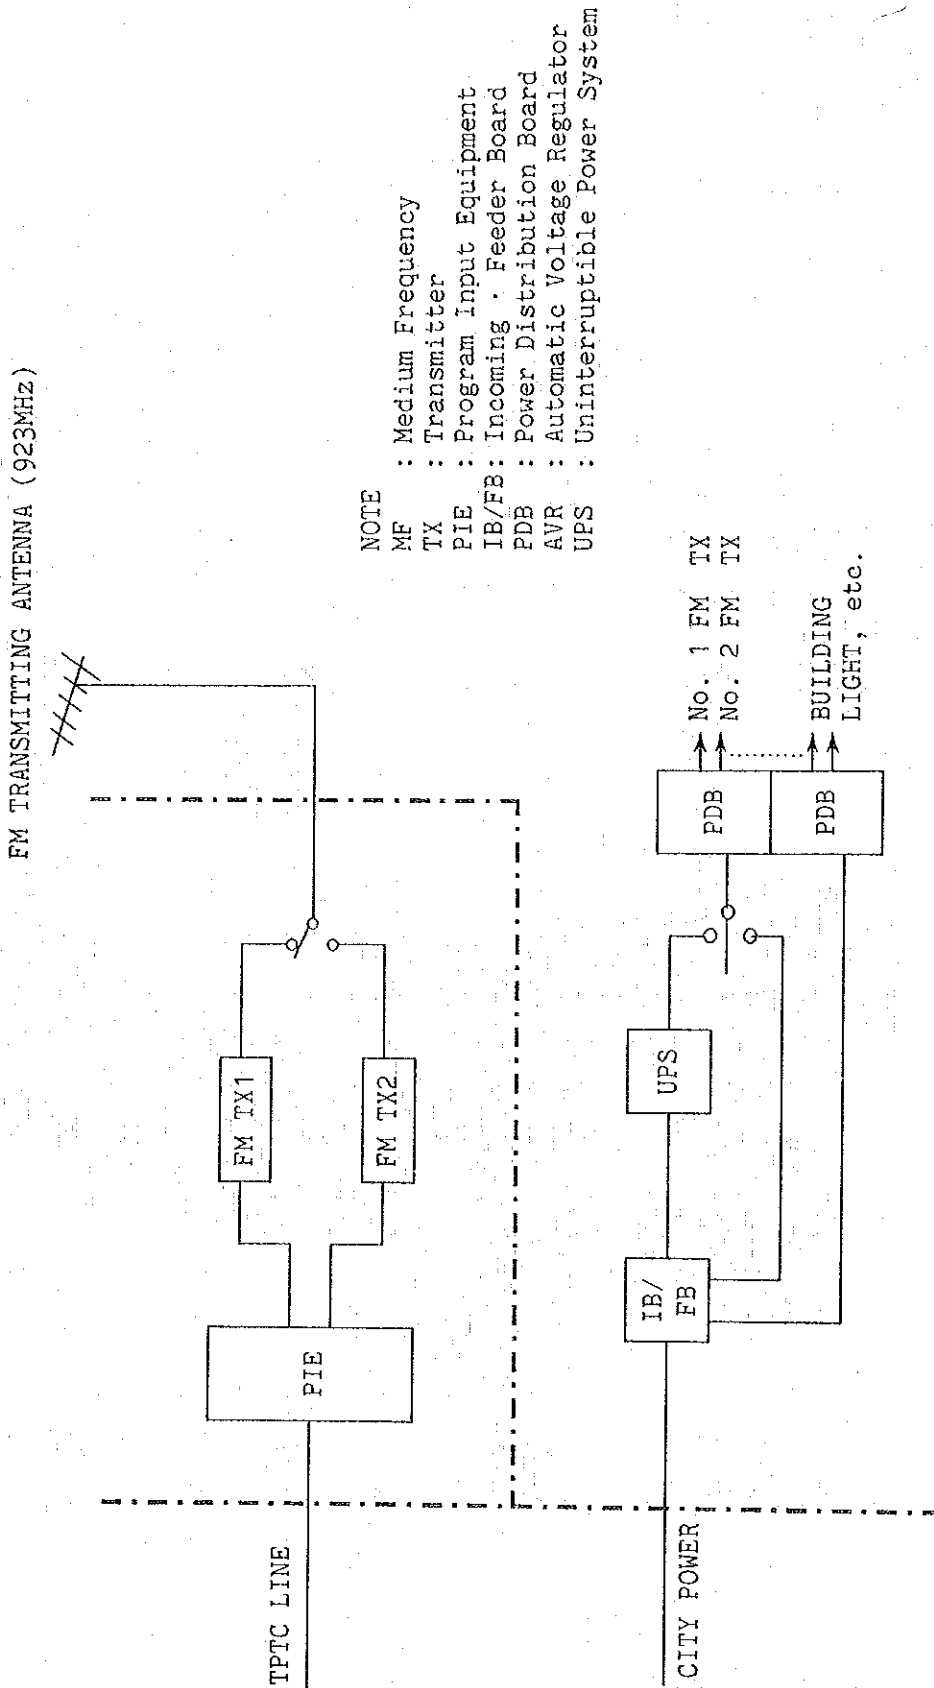 FM TRANSMITTING ANTENNA (923MHz)
TPTC LINE
PIE
FM TX1
FM TX2
CITY POWER
IB/
FB
UPS
PDB
PDB
No. 1 FM TX
No. 2 FM TX
BUILDING
LIGHT, etc.
NOTE
MF : Medium Frequency
TX : Transmitter
PIE : Program Input Equipment
IB/FB : Incoming · Feeder Board
PDB : Power Distribution Board
AVR : Automatic Voltage Regulator
UPS : Uninterruptible Power System